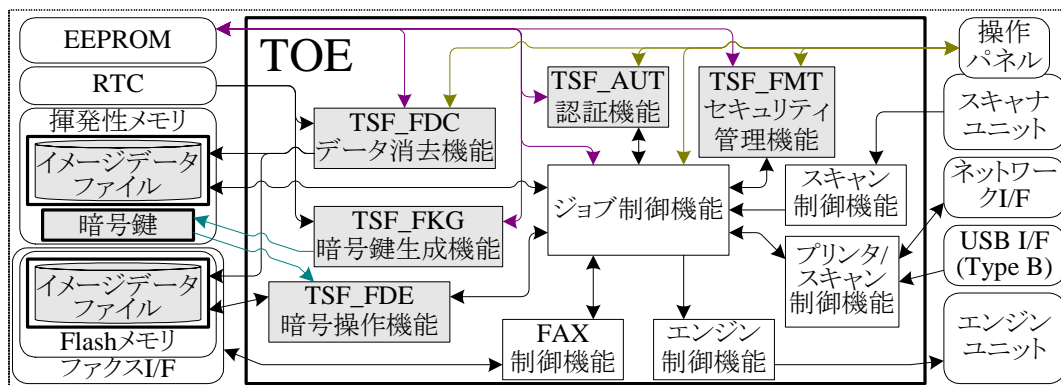 EEPROM
RTC
揮発性メモリ
イメージデータ
ファイル
暗号鍵
イメージデータ
ファイル
Flashメモリ
ファクスI/F
TOE
TSF_FDC
データ消去機能
TSF_AUT
認証機能
TSF_FMT
セキュリティ
管理機能
TSF_FKG
暗号鍵生成機能
TSF_FDE
暗号操作機能
ジョブ制御機能
スキャン
制御機能
プリンタ/
スキャン
制御機能
FAX
制御機能
エンジン
制御機能
操作
パネル
スキャナ
ユニット
ネットワー
クI/F
USB I/F
(Type B)
エンジン
ユニット